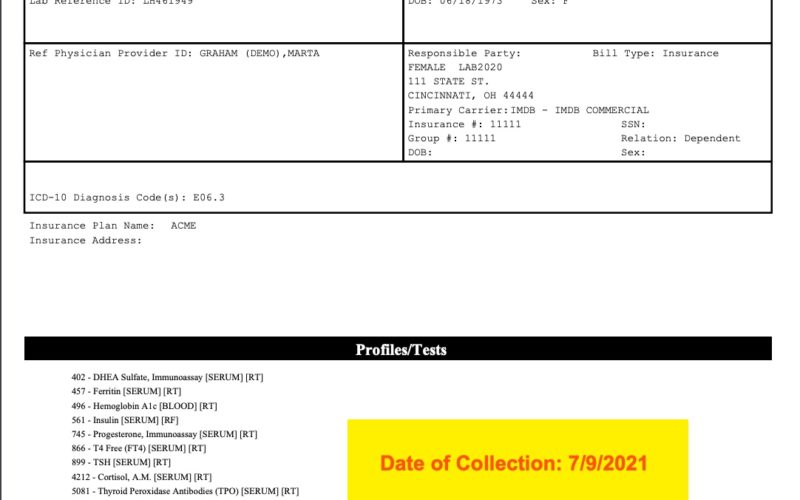 Lab Reference ID: LH461949
DOB: 06/18/1973 Sex: F
Ref Physician Provider ID: GRAHAM (DEMO),MARTA
Responsible Party: Bill Type: Insurance
FEMALE LAB2020
111 STATE ST.
CINCINNATI, OH 44444
Primary Carrier:IMDB - IMDB COMMERCIAL
Insurance #: 11111 SSN:
Group #: 11111 Relation: Dependent
DOB: Sex:
ICD-10 Diagnosis Code(s): E06.3
Insurance Plan Name: ACME
Insurance Address:
Profiles/Tests
402 - DHEA Sulfate, Immunoassay [SERUM] [RT]
457 - Ferritin [SERUM] [RT]
496 - Hemoglobin A1c [BLOOD] [RT]
561 - Insulin [SERUM] [RF]
745 - Progesterone, Immunoassay [SERUM] [RT]
866 - T4 Free (FT4) [SERUM] [RT]
899 - TSH [SERUM] [RT]
4212 - Cortisol, A.M. [SERUM] [RT]
5081 - Thyroid Peroxidase Antibodies (TPO) [SERUM] [RT]
Date of Collection: 7/9/2021